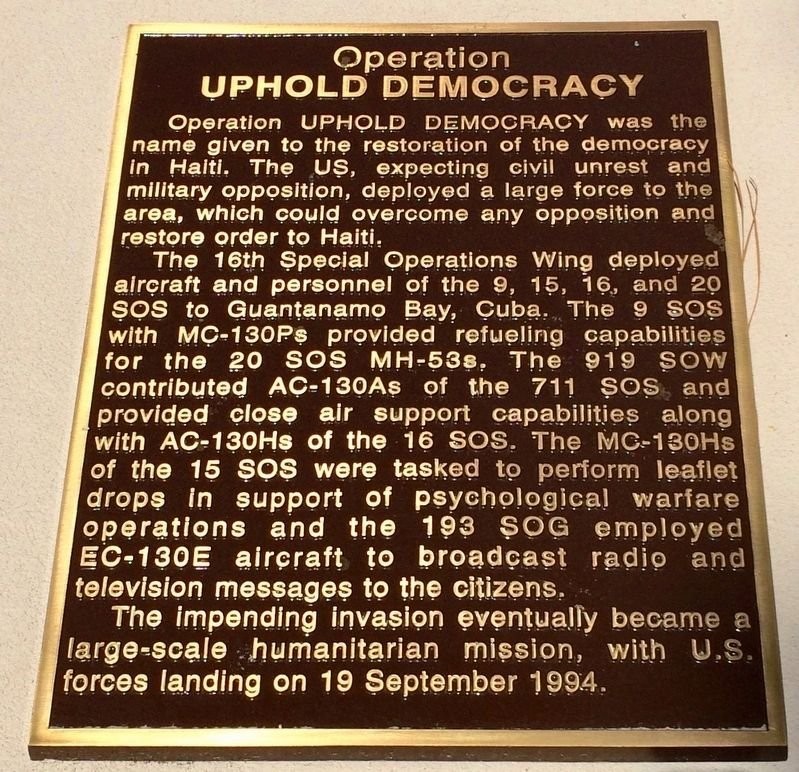 Operation
UPHOLD DEMOCRACY
Operation UPHOLD DEMOCRACY was the
name given to the restoration of the democracy
in Haiti. The US, expecting civil unrest and
military opposition, deployed a large force to the
area, which could overcome any opposition and
restore order to Haiti.
The 16th Special Operations Wing deployed
aircraft and personnel of the 9, 15, 16, and 20
SOS to Guantanamo Bay, Cuba. The 9 SOS
with MC-130Ps provided refueling capabilities
for the 20 SOS MH-53s. The 919 SOW
contributed AC-130As of the 711 SOS and
provided close air support capabilities along
with AC-130Hs of the 16 SOS. The MC-130Hs
of the 15 SOS were tasked to perform leaflet
drops in support of psychological warfare
operations and the 193 SOG employed
EC-130E aircraft to broadcast radio and
television messages to the citizens.
The impending invasion eventually became a
large-scale humanitarian mission, with U.S.
forces landing on 19 September 1994.